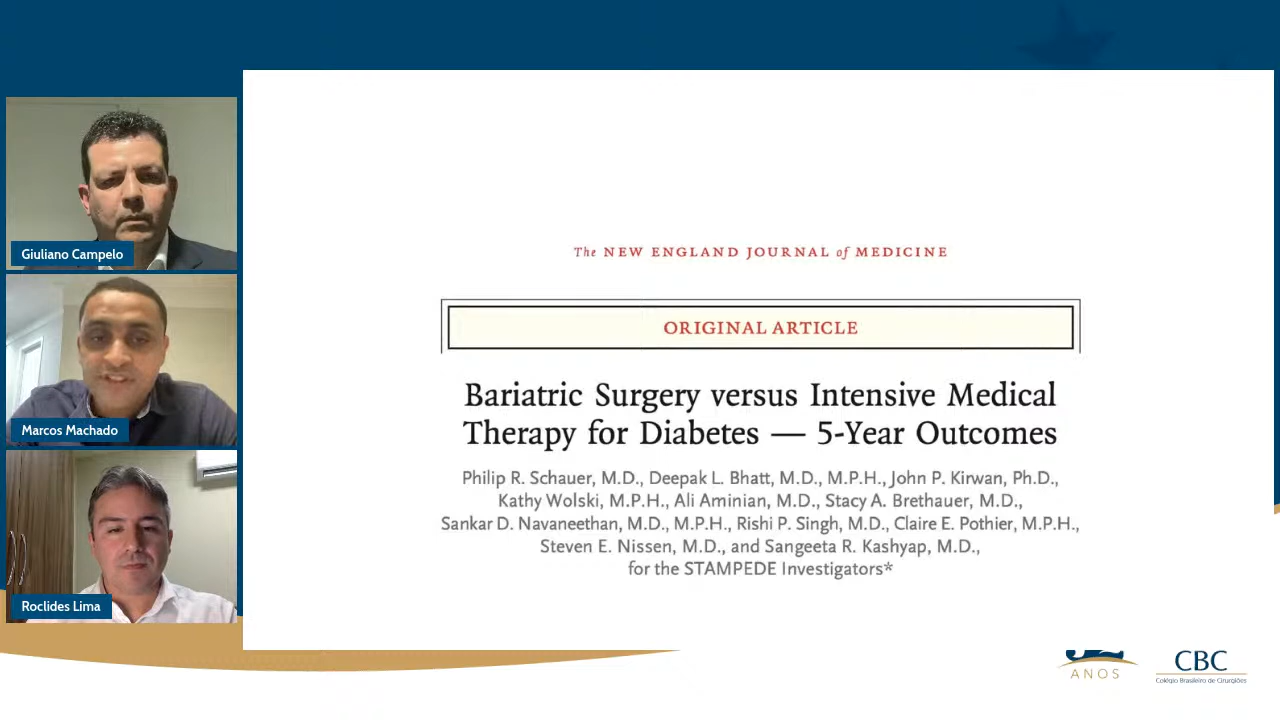 Giuliano Campelo
Marcos Machado
Roclides Lima
The NEW ENGLAND JOURNAL of MEDICINE
ORIGINAL ARTICLE
Bariatric Surgery versus Intensive Medical
Therapy for Diabetes — 5-Year Outcomes
Philip R. Schauer, M.D., Deepak L. Bhatt, M.D., M.P.H., John P. Kirwan, Ph.D.,
Kathy Wolski, M.P.H., Ali Aminian, M.D., Stacy A. Brethauer, M.D.,
Sankar D. Navaneethan, M.D., M.P.H., Rishi P. Singh, M.D., Claire E. Pothier, M.P.H.,
Steven E. Nissen, M.D., and Sangeeta R. Kashyap, M.D.,
for the STAMPEDE Investigators*
ANOS
CBC
Colégio Brasileiro de Cirurgiões